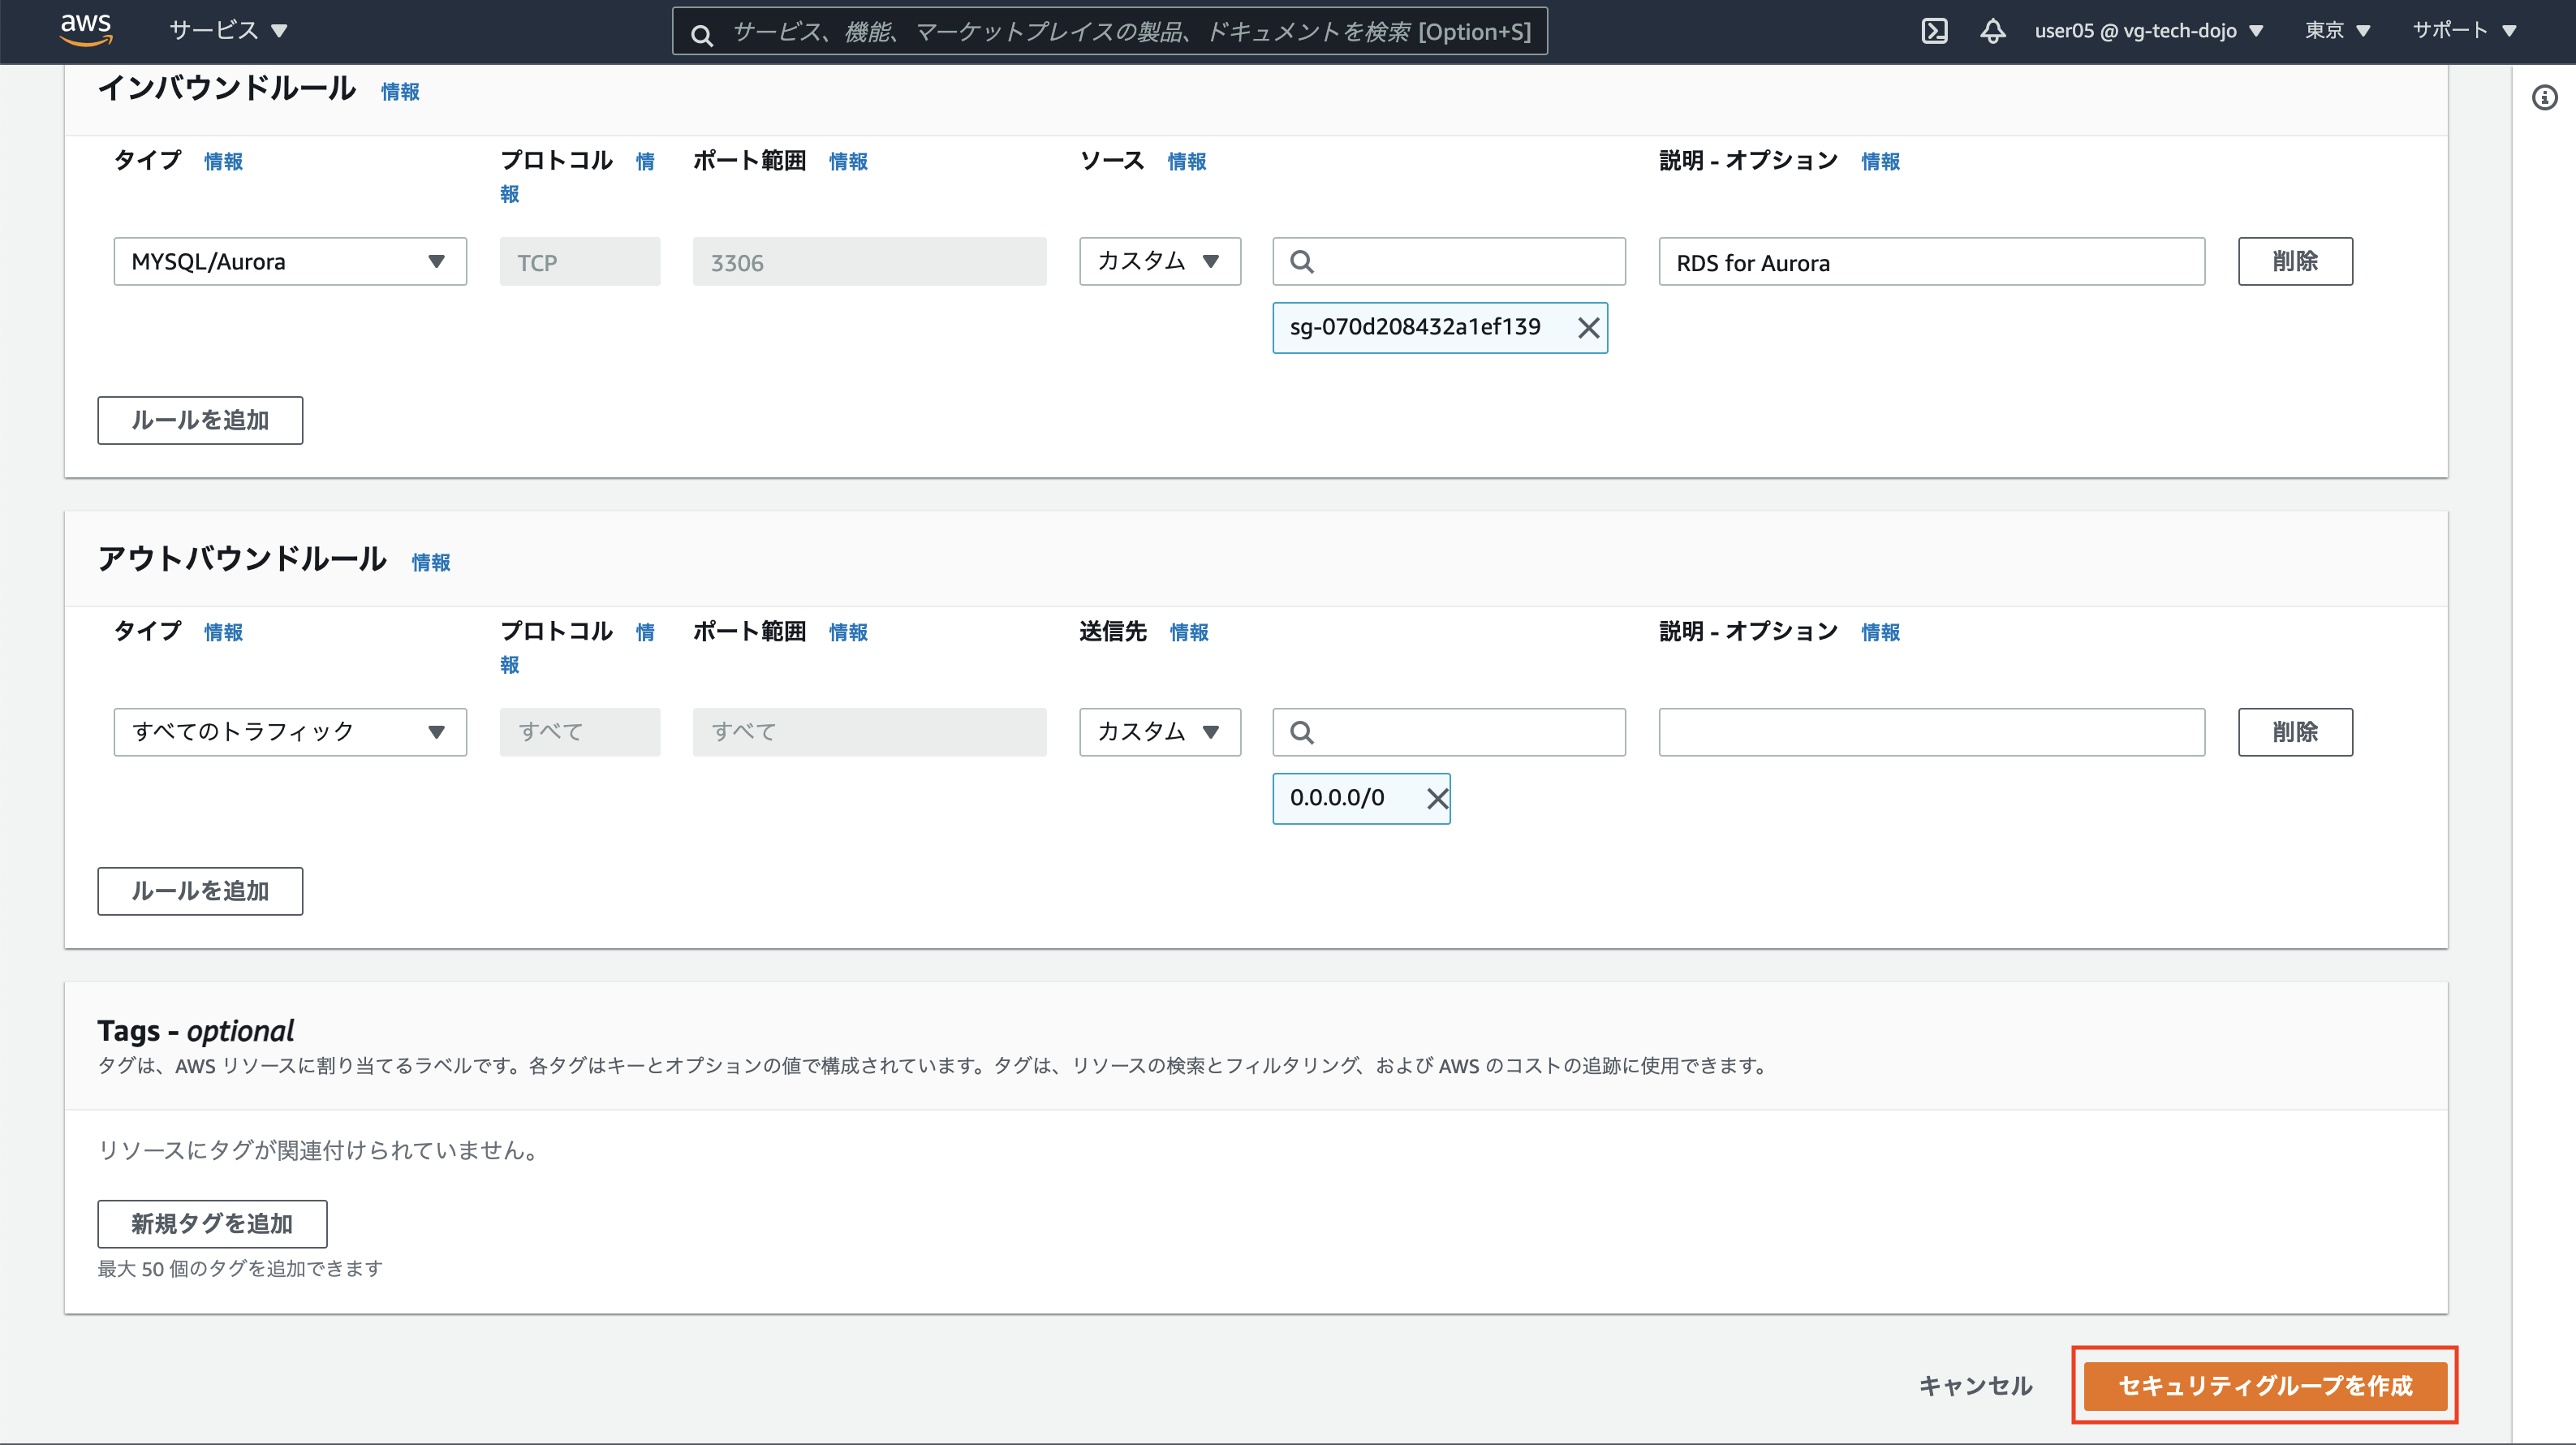 aws サービス サービス、機能、マーケットプレイスの製品、ドキュメントを検索 [Option+S] user05 @ vg-tech-dojo 東京 サポート
インバウンドルール 情報
タイプ 情報 プロトコル 情報 ポート範囲 情報 ソース 情報 説明 - オプション 情報
MYSQL/Aurora TCP 3306 カスタム RDS for Aurora 削除
sg-070d208432a1ef139
ルールを追加
アウトバウンドルール 情報
タイプ 情報 プロトコル 情報 ポート範囲 情報 送信先 情報 説明 - オプション 情報
すべてのトラフィック すべて すべて カスタム 削除
0.0.0.0/0
ルールを追加
Tags - optional
タグは、AWS リソースに割り当てるラベルです。各タグはキーとオプションの値で構成されています。タグは、リソースの検索とフィルタリング、および AWS のコストの追跡に使用できます。
リソースにタグが関連付けられていません。
新規タグを追加
最大 50 個のタグを追加できます
キャンセル セキュリティグループを作成